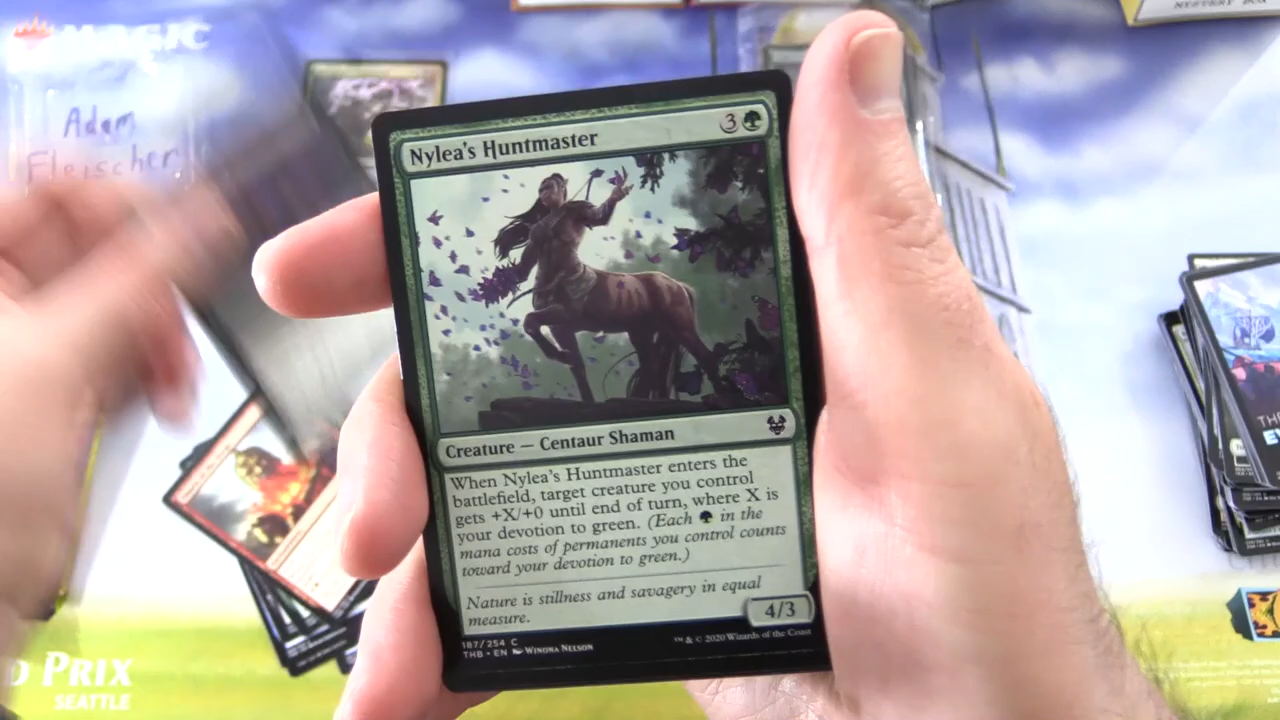 MAGIC
MYSTERY BOX
Adam
Fleischer
Nylea's Huntmaster
3
Creature — Centaur Shaman
When Nylea's Huntmaster enters the
battlefield, target creature you control
gets +X/+0 until end of turn, where X is
your devotion to green. (Each in the
mana costs of permanents you control counts
toward your devotion to green.)
Nature is stillness and savagery in equal
measure.
4/3
187/254 C
THB • EN Winona Nelson
™ & © 2020 Wizards of the Coast
D PRIX
SEATTLE